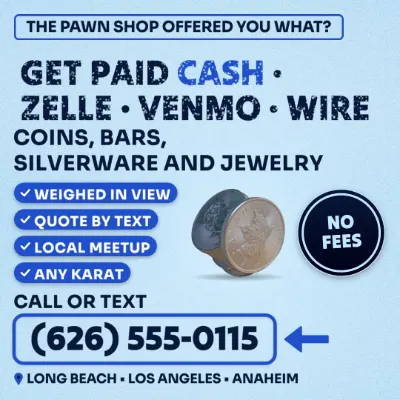 THE PAWN SHOP OFFERED YOU WHAT?
GET PAID CASH •
ZELLE • VENMO • WIRE
COINS, BARS,
SILVERWARE AND JEWELRY
WEIGHED IN VIEW
QUOTE BY TEXT
LOCAL MEETUP
ANY KARAT
NO
FEES
CALL OR TEXT
(626) 555-0115
LONG BEACH • LOS ANGELES • ANAHEIM